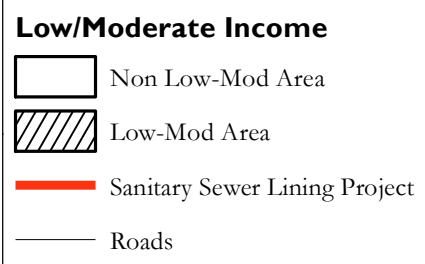 Low/Moderate Income
Non Low-Mod Area
Low-Mod Area
Sanitary Sewer Lining Project
Roads